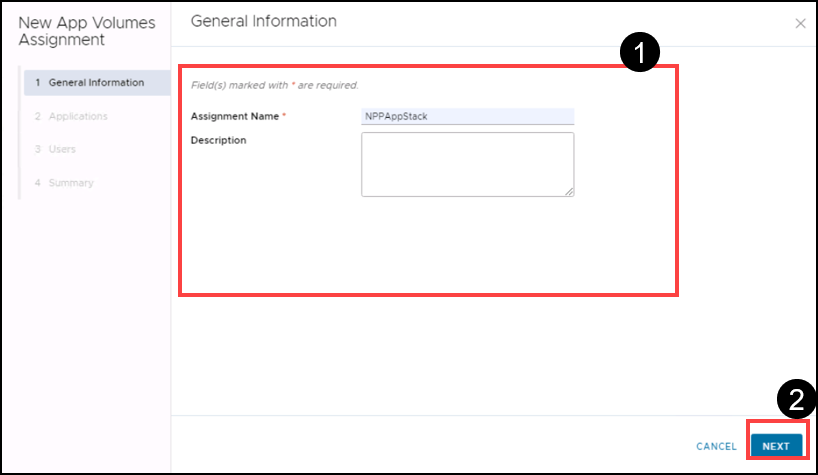 New App Volumes
Assignment
General Information
1 General Information
2 Applications
3 Users
4 Summary
1
Field(s) marked with * are required.
Assignment Name * NPPAppStack
Description
2
CANCEL NEXT